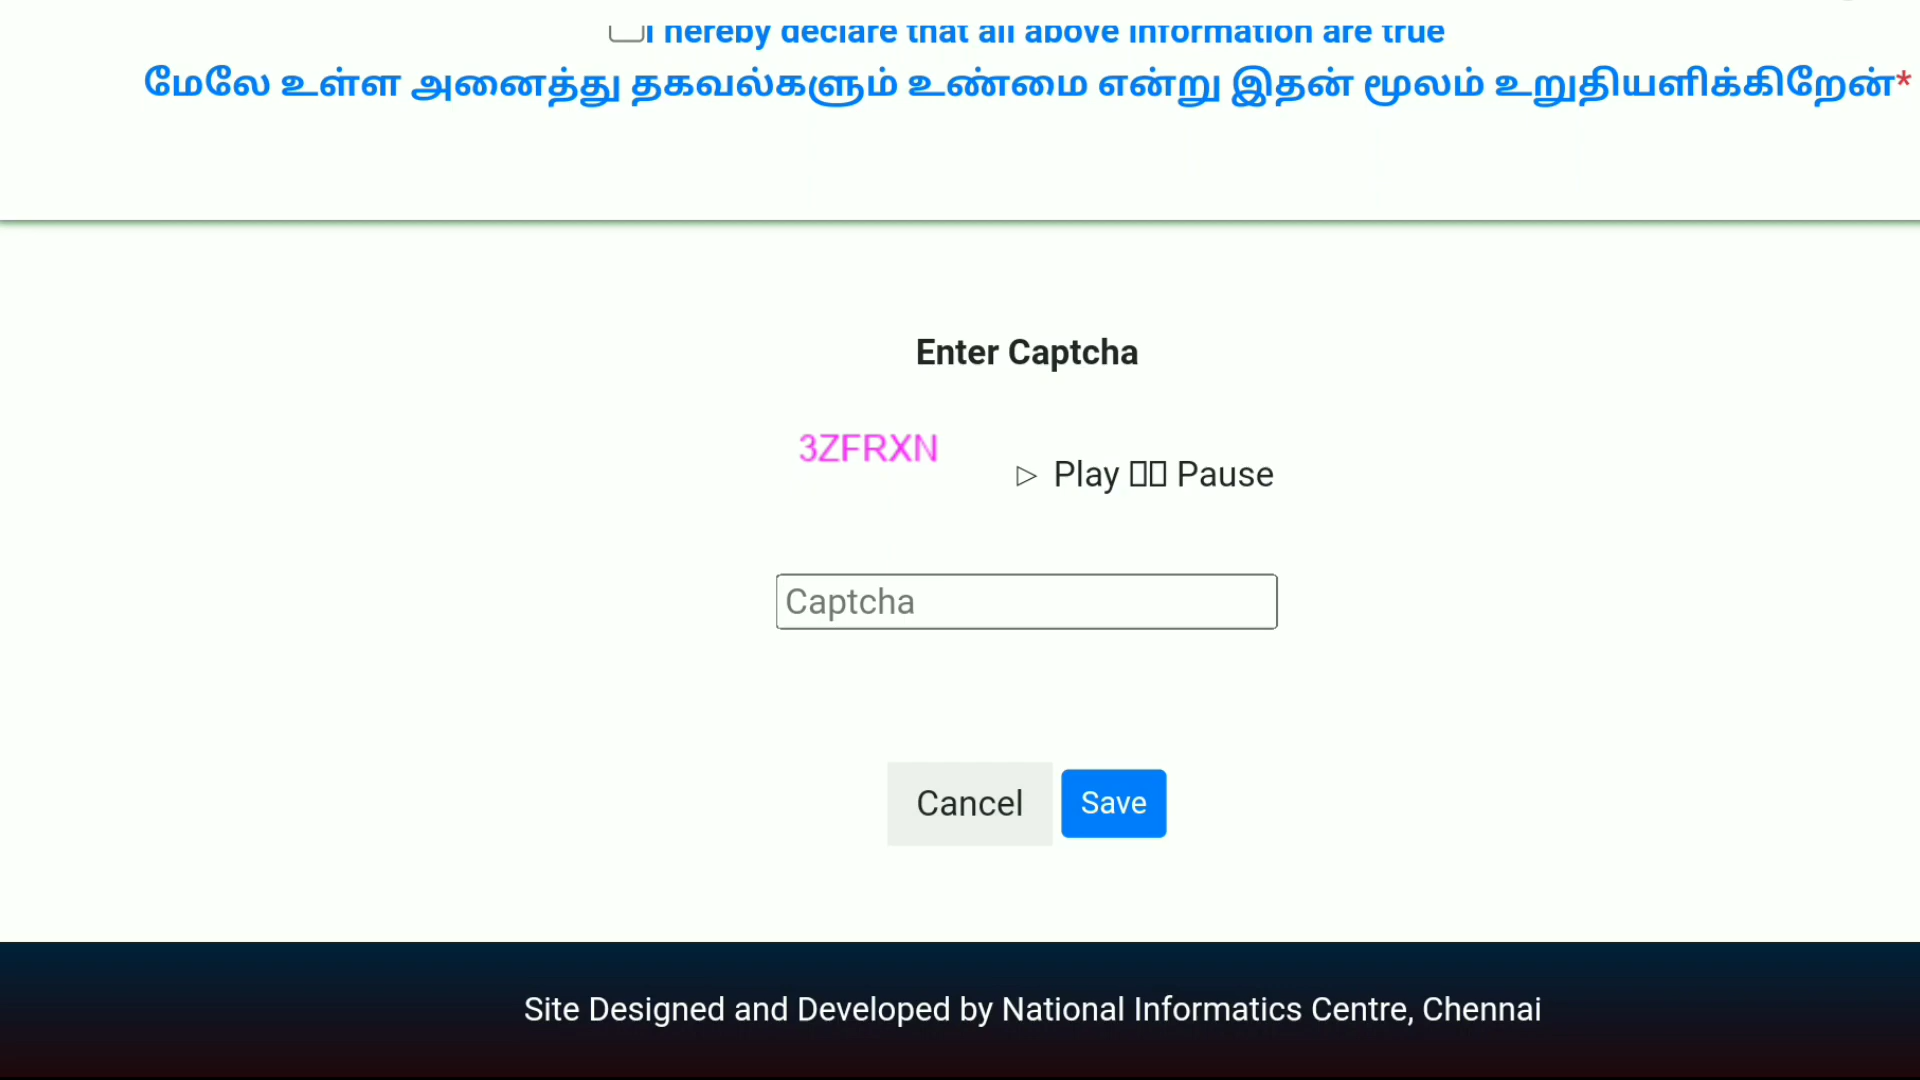 I hereby declare that all above information are true
மேலே உள்ள அனைத்து தகவல்களும் உண்மை என்று இதன் மூலம் உறுதியளிக்கிறேன்*
Enter Captcha
3ZFRXN
▷ Play ▯▯ Pause
Captcha
Cancel Save
Site Designed and Developed by National Informatics Centre, Chennai